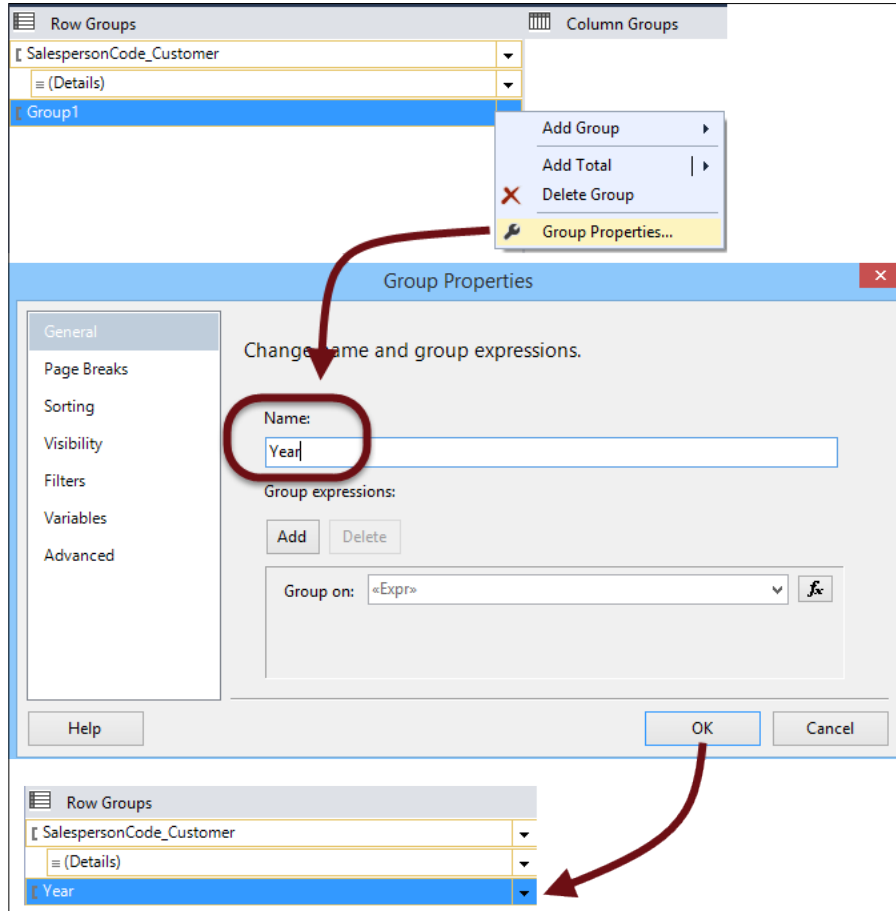 Row Groups Column Groups
[ SalespersonCode_Customer
≡ (Details)
[ Group1
Add Group
Add Total
Delete Group
Group Properties...
Group Properties
General
Page Breaks
Sorting
Visibility
Filters
Variables
Advanced
Change name and group expressions.
Name:
Year
Group expressions:
Add Delete
Group on: «Expr» fx
Help OK Cancel
Row Groups
[ SalespersonCode_Customer
≡ (Details)
[ Year